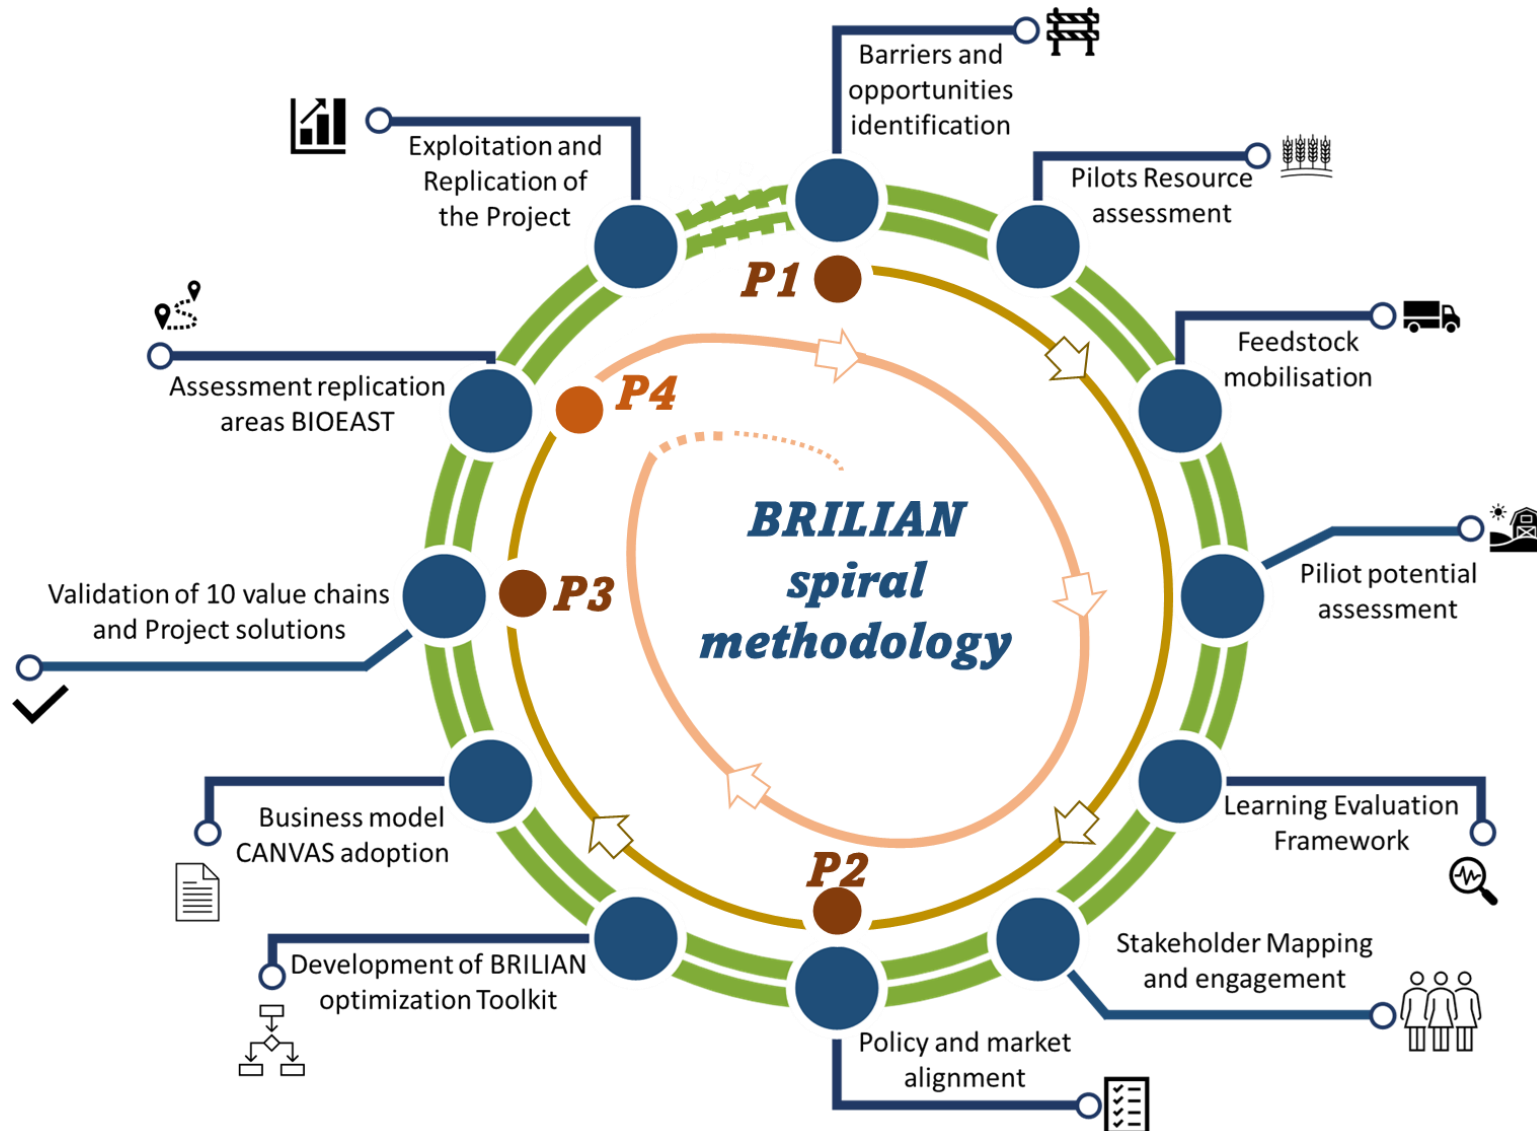 Barriers and
opportunities
identification
Pilots Resource
assessment
Feedstock
mobilisation
Piliot potential
assessment
Learning Evaluation
Framework
Stakeholder Mapping
and engagement
Policy and market
alignment
Development of BRILIAN
optimization Toolkit
Business model
CANVAS adoption
Validation of 10 value chains
and Project solutions
Assessment replication
areas BIOEAST
Exploitation and
Replication of
the Project
P1
P2
P3
P4
BRILIAN
spiral
methodology